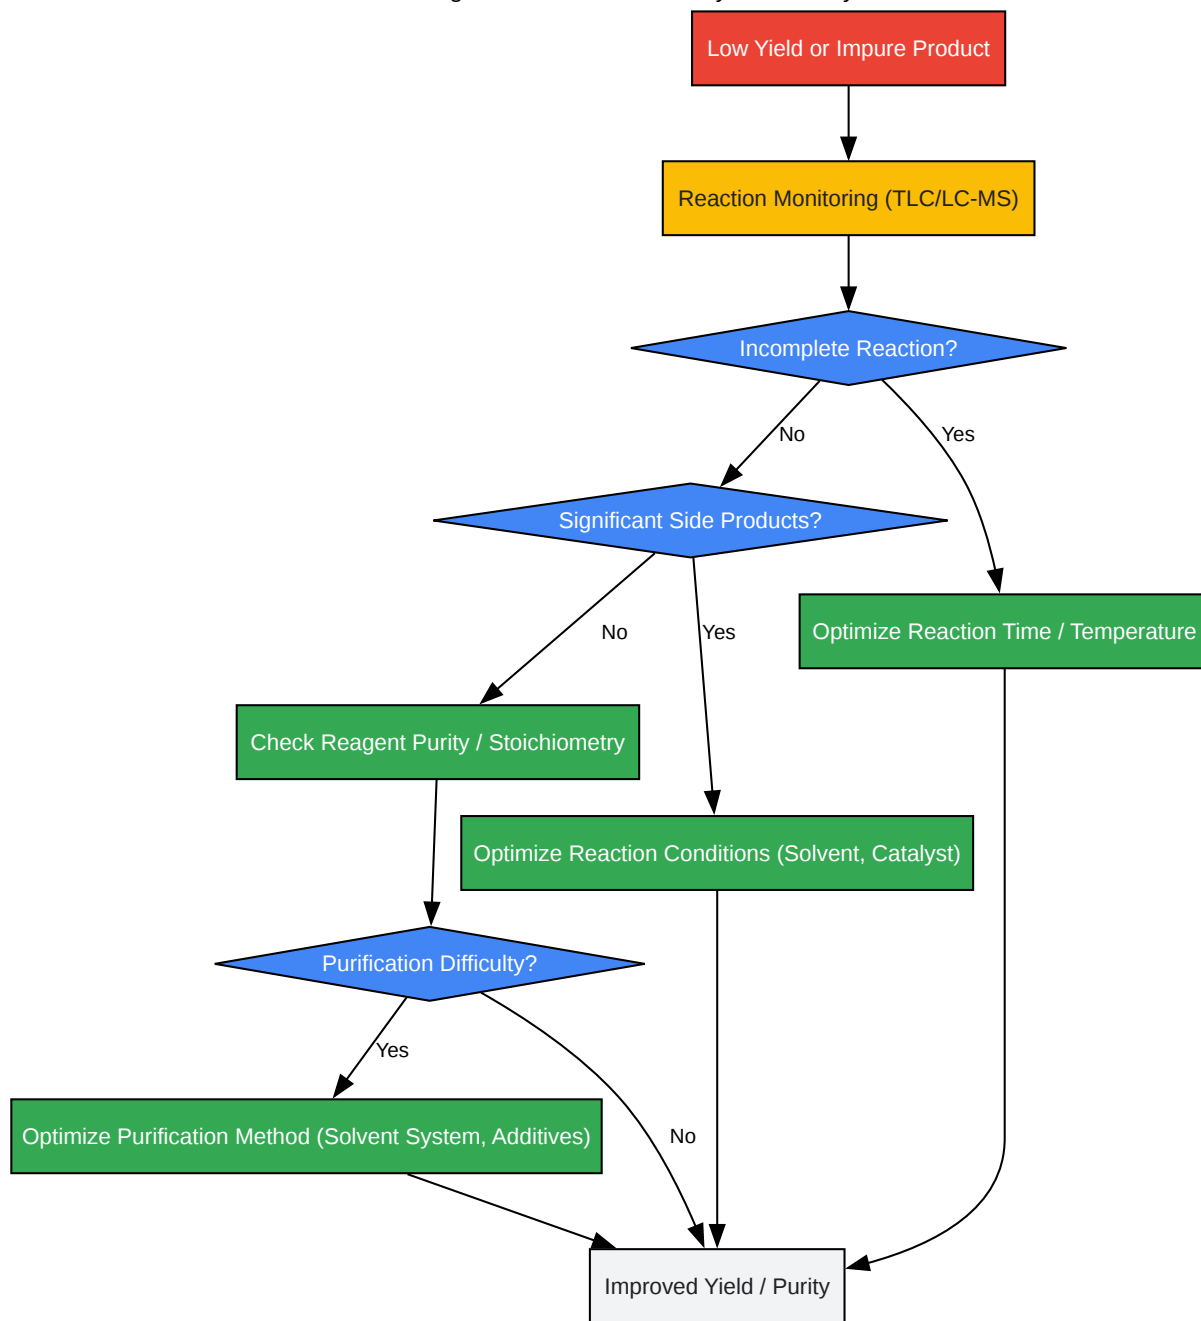 Low Yield or Impure Product
Reaction Monitoring (TLC/LC-MS)
Incomplete Reaction?
No
Yes
Significant Side Products?
No
Yes
Optimize Reaction Time / Temperature
Check Reagent Purity / Stoichiometry
Optimize Reaction Conditions (Solvent, Catalyst)
Purification Difficulty?
Yes
Optimize Purification Method (Solvent System, Additives)
No
Improved Yield / Purity